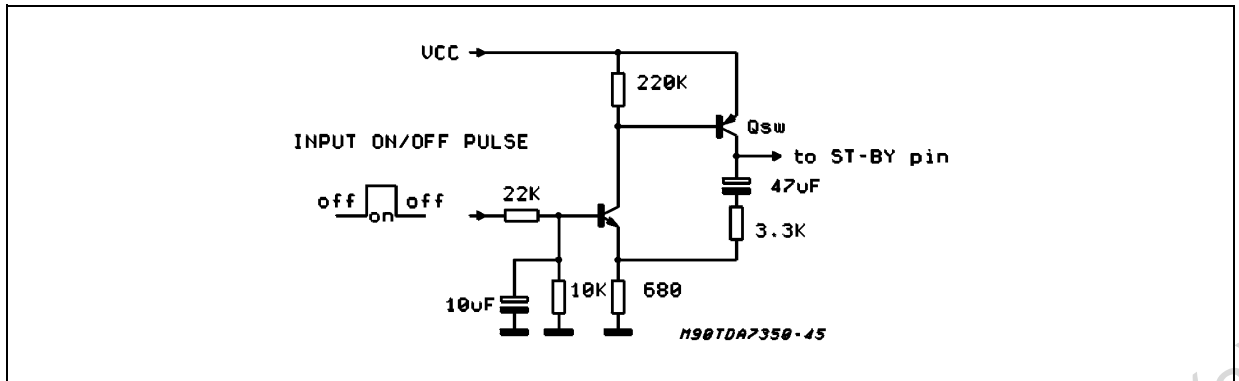 VCC
220K
Qsw
INPUT ON/OFF PULSE
to ST-BY pin
47uF
22K
off
on
off
3.3K
10uF
10K
680
M90TDA7350-45